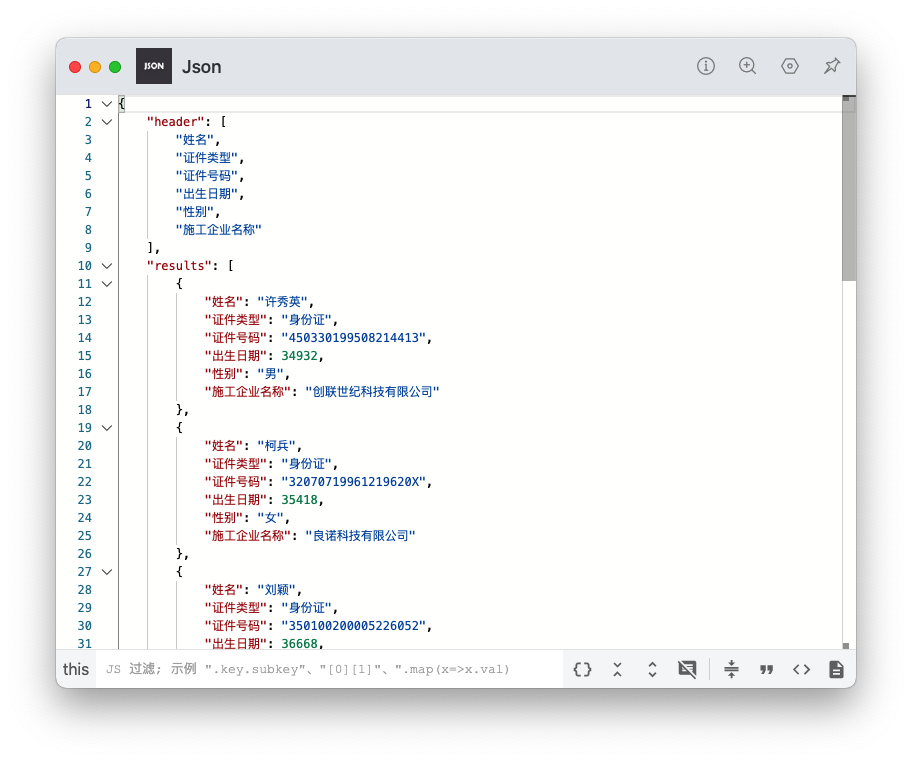 JSON Json
1 {
2 "header": [
3 "姓名",
4 "证件类型",
5 "证件号码",
6 "出生日期",
7 "性别",
8 "施工企业名称"
9 ],
10 "results": [
11 {
12 "姓名": "许秀英",
13 "证件类型": "身份证",
14 "证件号码": "450330199508214413",
15 "出生日期": 34932,
16 "性别": "男",
17 "施工企业名称": "创联世纪科技有限公司"
18 },
19 {
20 "姓名": "柯兵",
21 "证件类型": "身份证",
22 "证件号码": "32070719961219620X",
23 "出生日期": 35418,
24 "性别": "女",
25 "施工企业名称": "良诺科技有限公司"
26 },
27 {
28 "姓名": "刘颖",
29 "证件类型": "身份证",
30 "证件号码": "350100200005226052",
31 "出生日期": 36668,
this JS 过滤; 示例 ".key.subkey"、"[0][1]"、".map(x=>x.val)